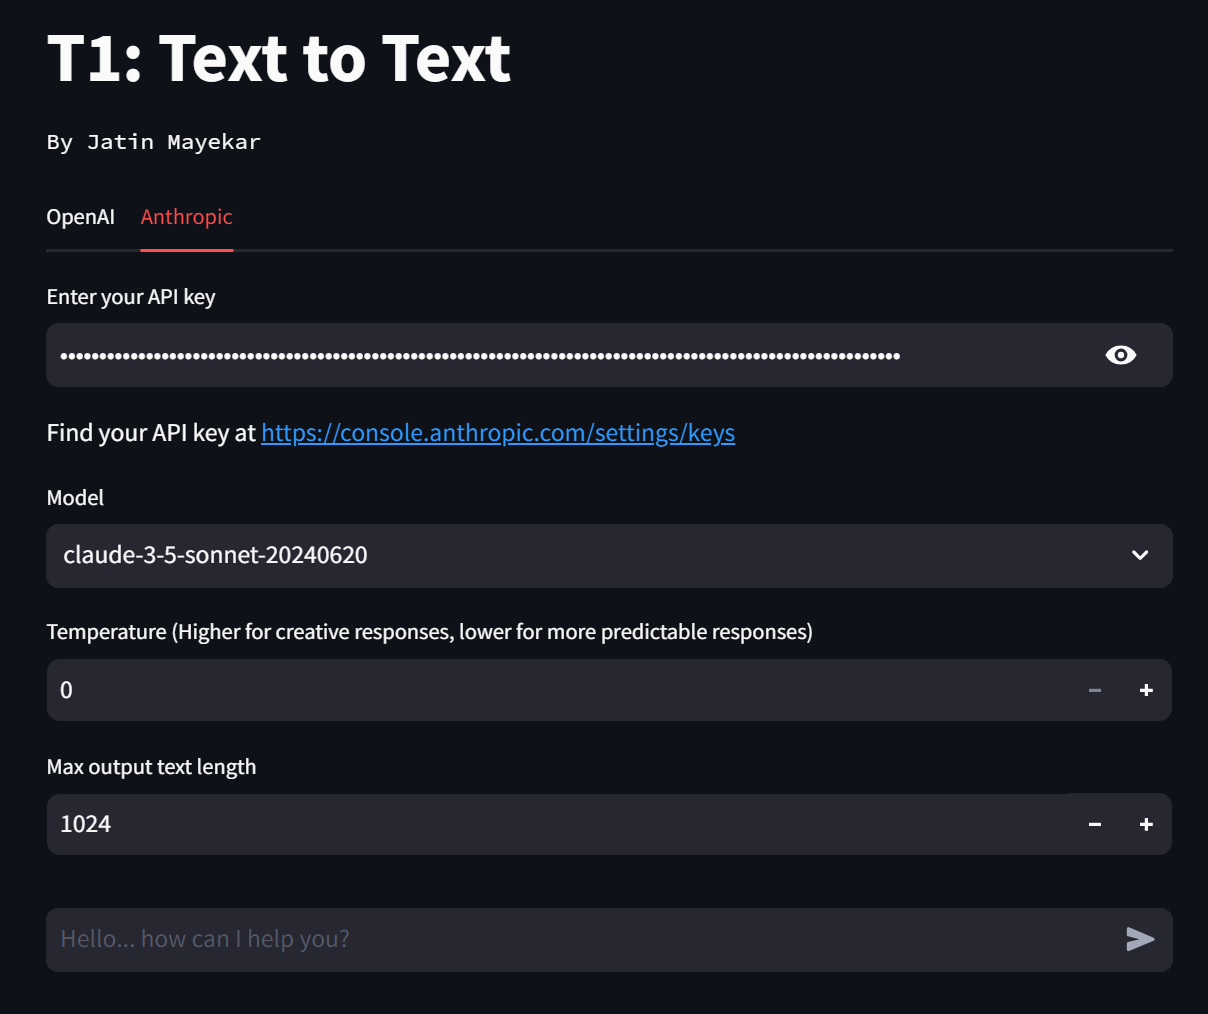 T1: Text to Text
By Jatin Mayekar
OpenAI Anthropic
Enter your API key
••••••••••••••••••••••••••••••••••••••••••••••••••••••••••••••••••••••••••••••••••••••••••••••••••••••••••••
Find your API key at https://console.anthropic.com/settings/keys
Model
claude-3-5-sonnet-20240620
Temperature (Higher for creative responses, lower for more predictable responses)
0 − +
Max output text length
1024 − +
Hello... how can I help you?